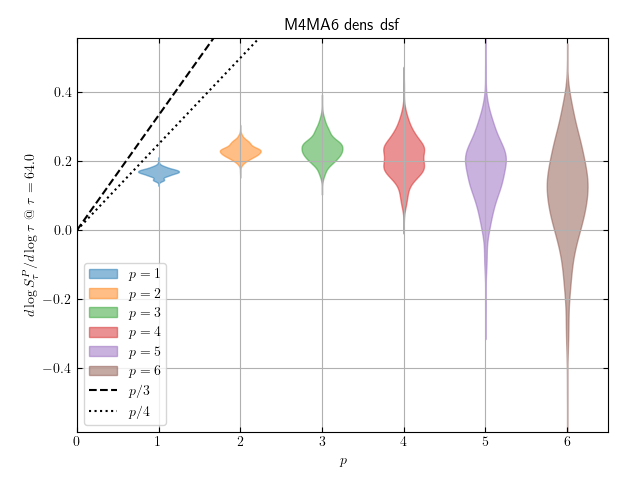 M4MA6 dens dsf
d log S_τ^P / d log τ @ τ = 64.0
0.4
0.2
0.0
−0.2
−0.4
p = 1
p = 2
p = 3
p = 4
p = 5
p = 6
p/3
p/4
0 1 2 3 4 5 6
p